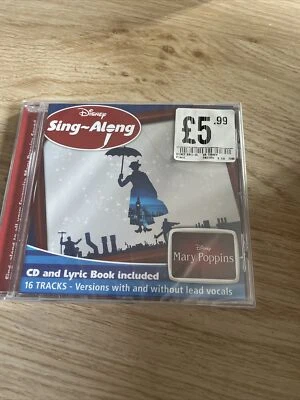 Disney
Sing~Along
£5.99
Disney
Mary Poppins
CD and Lyric Book included
16 TRACKS - Versions with and without lead vocals